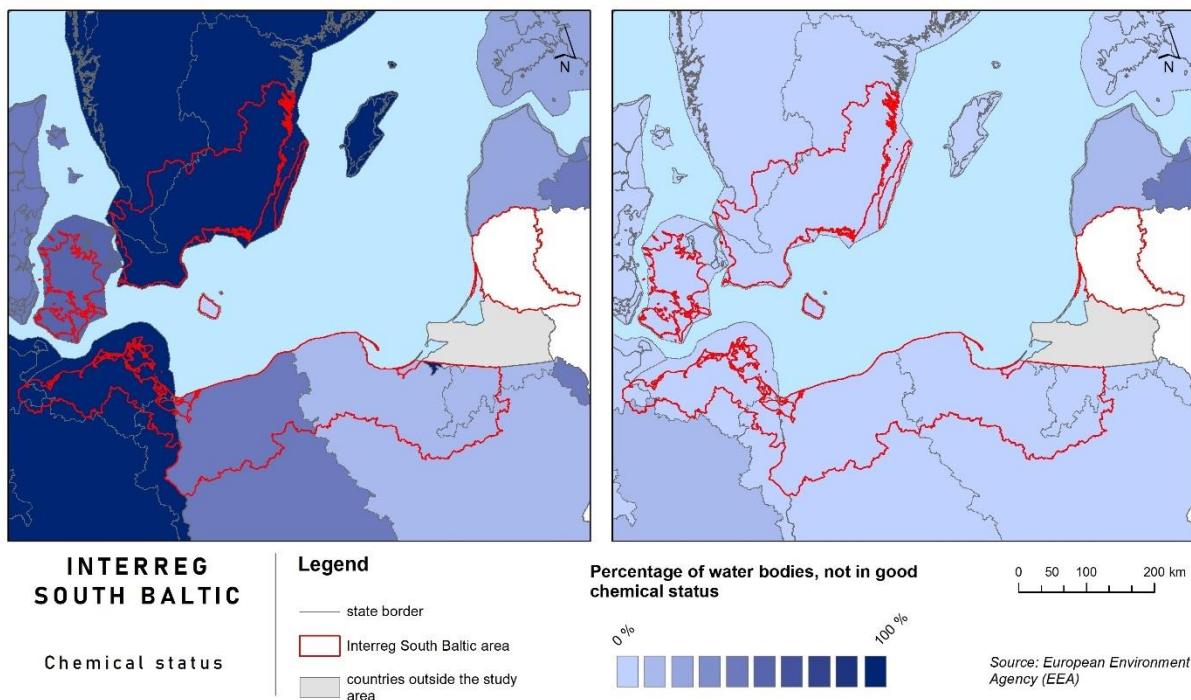 N
N
INTERREG
SOUTH BALTIC
Chemical status
Legend
state border
Interreg South Baltic area
countries outside the study
area
Percentage of water bodies, not in good
chemical status
0 %
100 %
0 50 100 200 km
Source: European Environment
Agency (EEA)